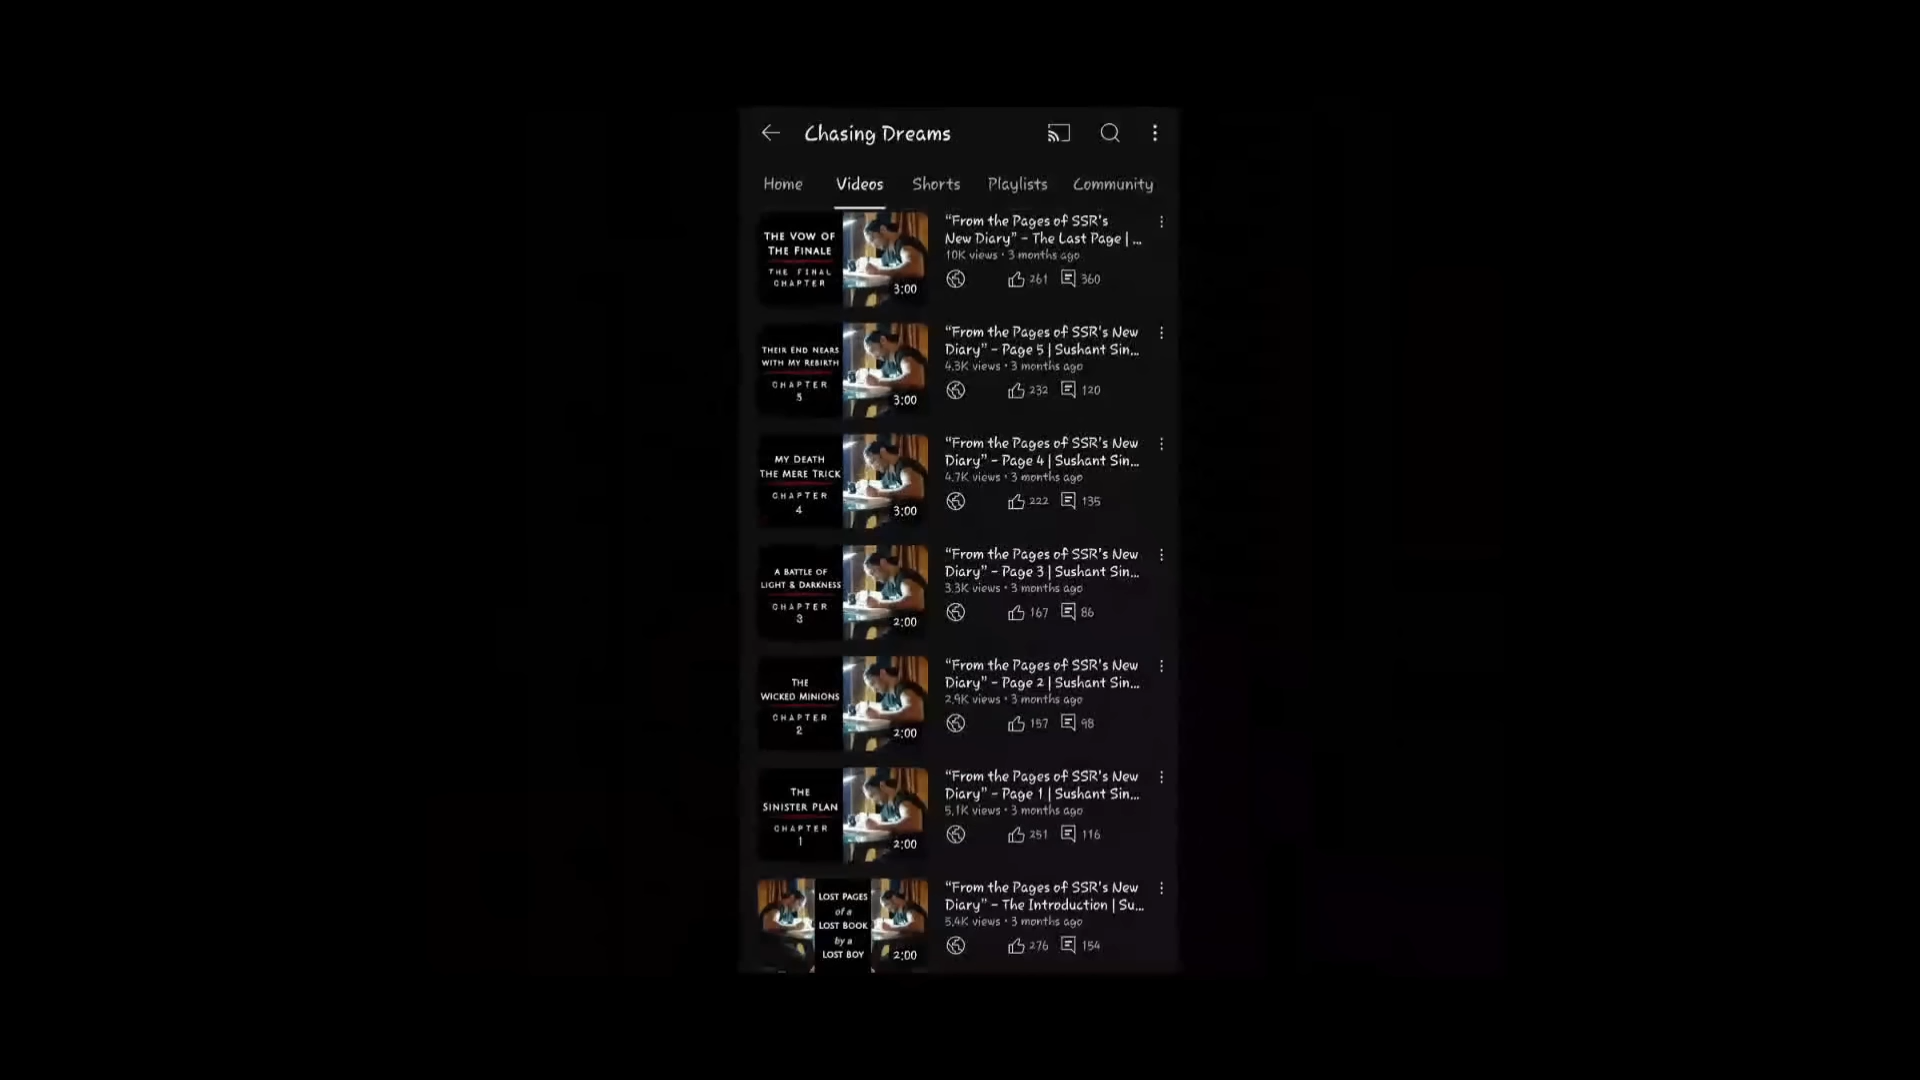 Chasing Dreams
Home Videos Shorts Playlists Community
THE VOW OF
THE FINALE
THE FINAL
CHAPTER
3:00
“From the Pages of SSR's
New Diary” – The Last Page | ...
10K views · 3 months ago
261 360
THEIR END NEARS
WITH MY REBIRTH
CHAPTER
5
3:00
“From the Pages of SSR's New
Diary” – Page 5 | Sushant Sin...
4.3K views · 3 months ago
232 120
MY DEATH
THE MERE TRICK
CHAPTER
4
3:00
“From the Pages of SSR's New
Diary” – Page 4 | Sushant Sin...
4.7K views · 3 months ago
222 135
A BATTLE OF
LIGHT & DARKNESS
CHAPTER
3
2:00
“From the Pages of SSR's New
Diary” – Page 3 | Sushant Sin...
3.3K views · 3 months ago
167 86
THE
WICKED MINIONS
CHAPTER
2
2:00
“From the Pages of SSR's New
Diary” – Page 2 | Sushant Sin...
2.9K views · 3 months ago
157 98
THE
SINISTER PLAN
CHAPTER
1
2:00
“From the Pages of SSR's New
Diary” – Page 1 | Sushant Sin...
5.1K views · 3 months ago
251 116
LOST PAGES
of a
LOST BOOK
by a
LOST BOY
2:00
“From the Pages of SSR's New
Diary” – The Introduction | Su...
5.4K views · 3 months ago
276 154